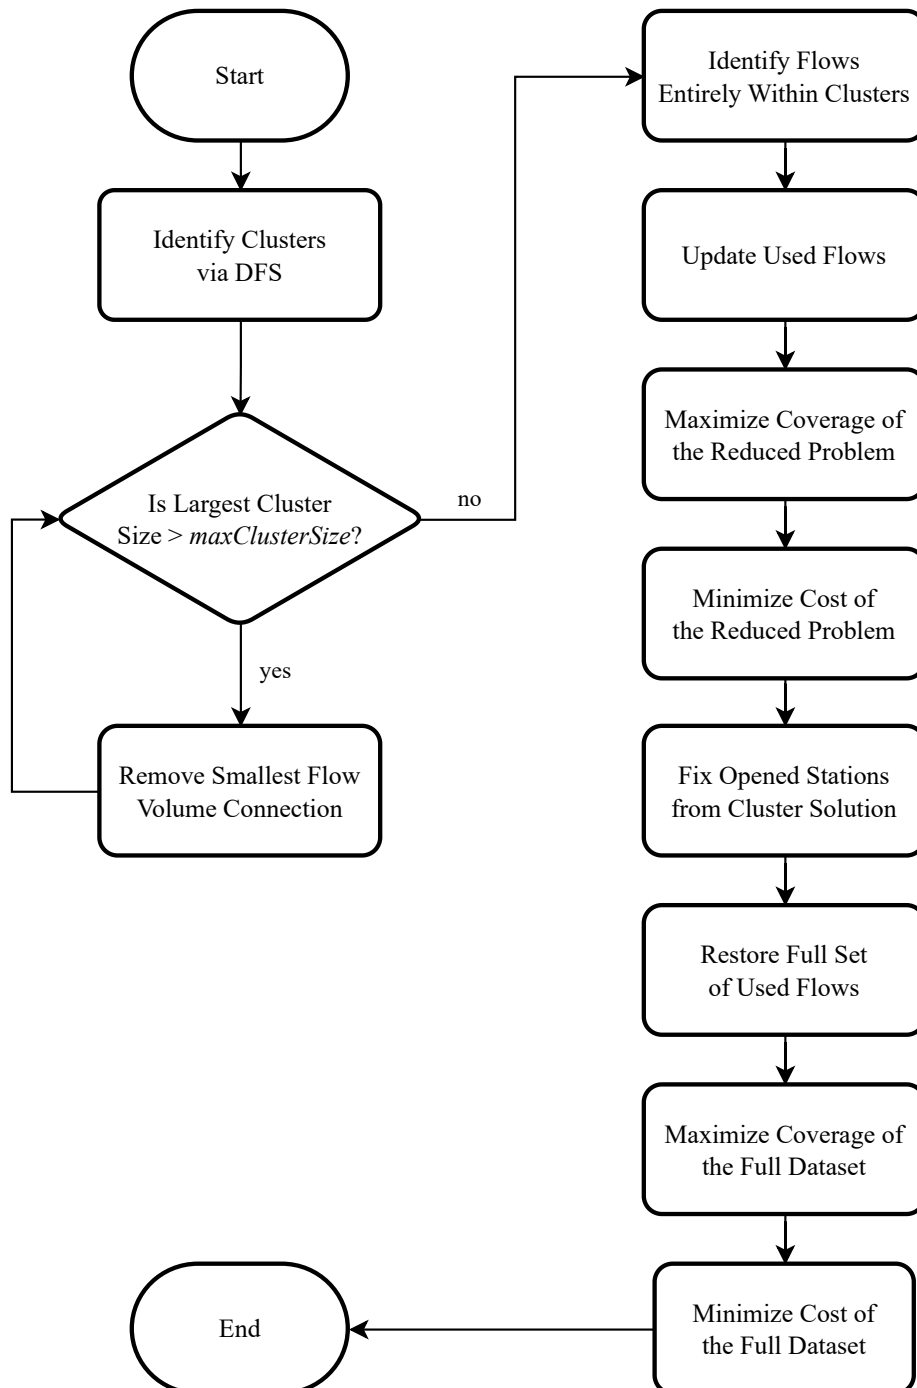 Start
Identify Clusters
via DFS
Is Largest Cluster
Size > maxClusterSize?
no
yes
Remove Smallest Flow
Volume Connection
Identify Flows
Entirely Within Clusters
Update Used Flows
Maximize Coverage of
the Reduced Problem
Minimize Cost of
the Reduced Problem
Fix Opened Stations
from Cluster Solution
Restore Full Set
of Used Flows
Maximize Coverage of
the Full Dataset
Minimize Cost of
the Full Dataset
End